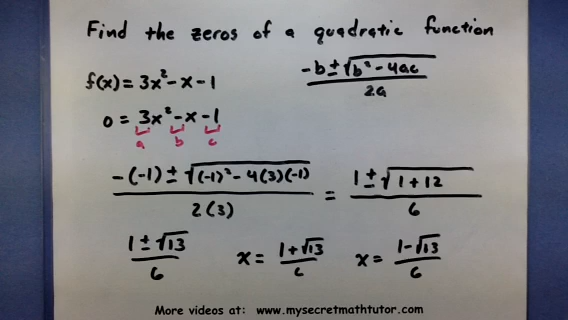 Find the zeros of a quadratic function
f(x) = 3x² - x - 1
-b ± √b² - 4ac
2a
0 = 3x² - x - 1
a b c
-(-1) ± √(-1)² - 4(3)(-1)
2(3)
=
1 ± √1 + 12
6
1 ± √13
6
x = 1 + √13
6
x = 1 - √13
6
More videos at: www.mysecretmathtutor.com